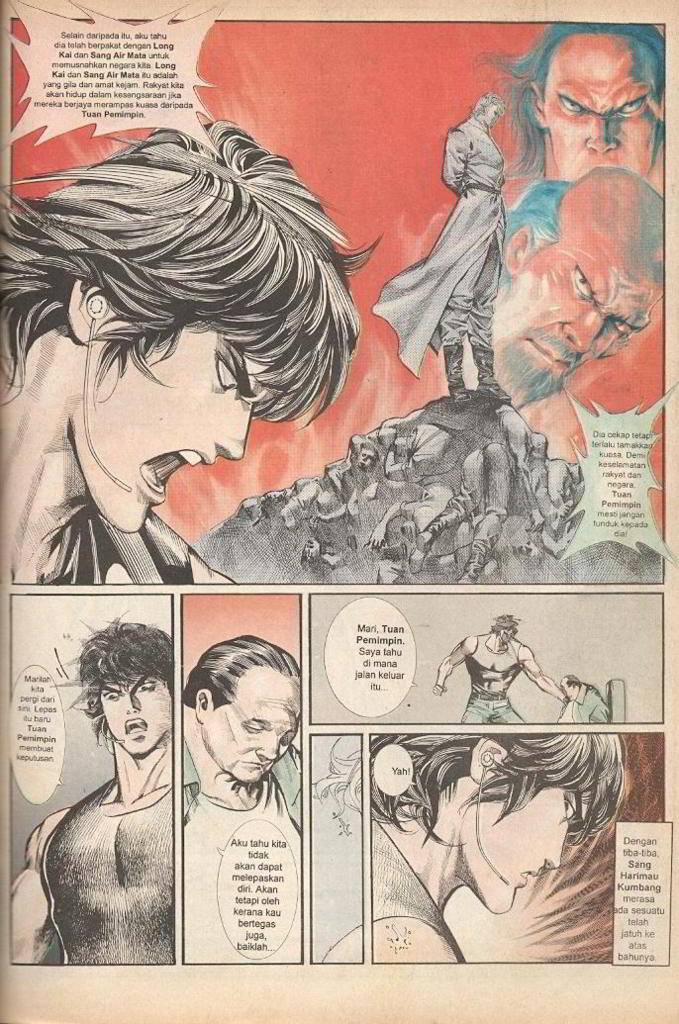 Selain daripada itu, aku tahu
dia telah berpakat dengan Long
Kai dan Sang Air Mata untuk
memusnahkan negara kita. Long
Kai dan Sang Air Mata itu adalah
yang gila dan amat kejam. Rakyat kita
akan hidup dalam kesengsaraan jika
mereka berjaya merampas kuasa daripada
Tuan Pemimpin.
Dia cekap tetapi
terlalu tamakkan
kuasa. Demi
keselamatan
rakyat dan
negara,
Tuan
Pemimpin
mesti jangan
tunduk kepada
dia!
Marilah
kita
pergi dari
sini. Lepas
itu baru
Tuan
Pemimpin
membuat
keputusan.
Aku tahu kita
tidak
akan dapat
melepaskan
diri. Akan
tetapi oleh
kerana kau
bertegas
juga,
baiklah...
Mari, Tuan
Pemimpin.
Saya tahu
di mana
jalan keluar
itu...
Yah!
Dengan
tiba-tiba,
Sang
Harimau
Kumbang
merasa
ada sesuatu
telah
jatuh ke
atas
bahunya.